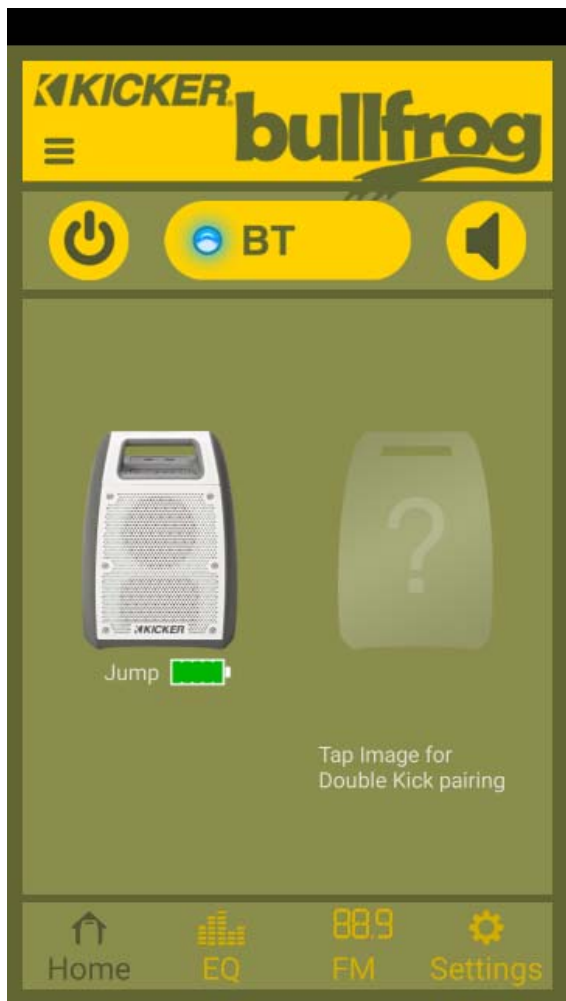 KICKER
bullfrog
BT
?
KICKER
Jump
Tap Image for
Double Kick pairing
88.9
Home
EQ
FM
Settings